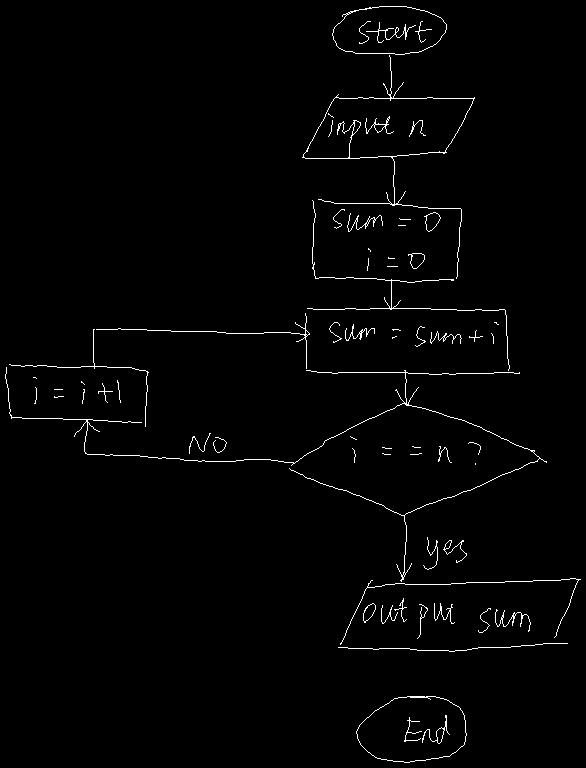 start
input n
sum = 0
i = 0
sum = sum + i
i = i + 1
NO
i = = n ?
yes
output sum
End